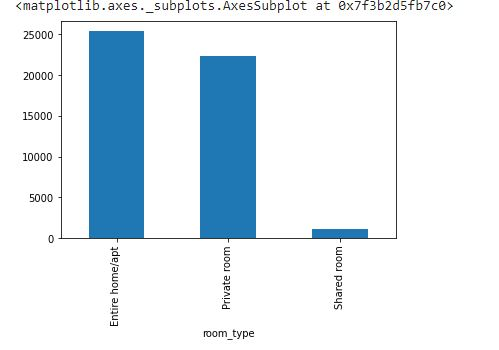 <matplotlib.axes._subplots.AxesSubplot at 0x7f3b2d5fb7c0>
25000
20000
15000
10000
5000
0
Entire home/apt
Private room
Shared room
room_type